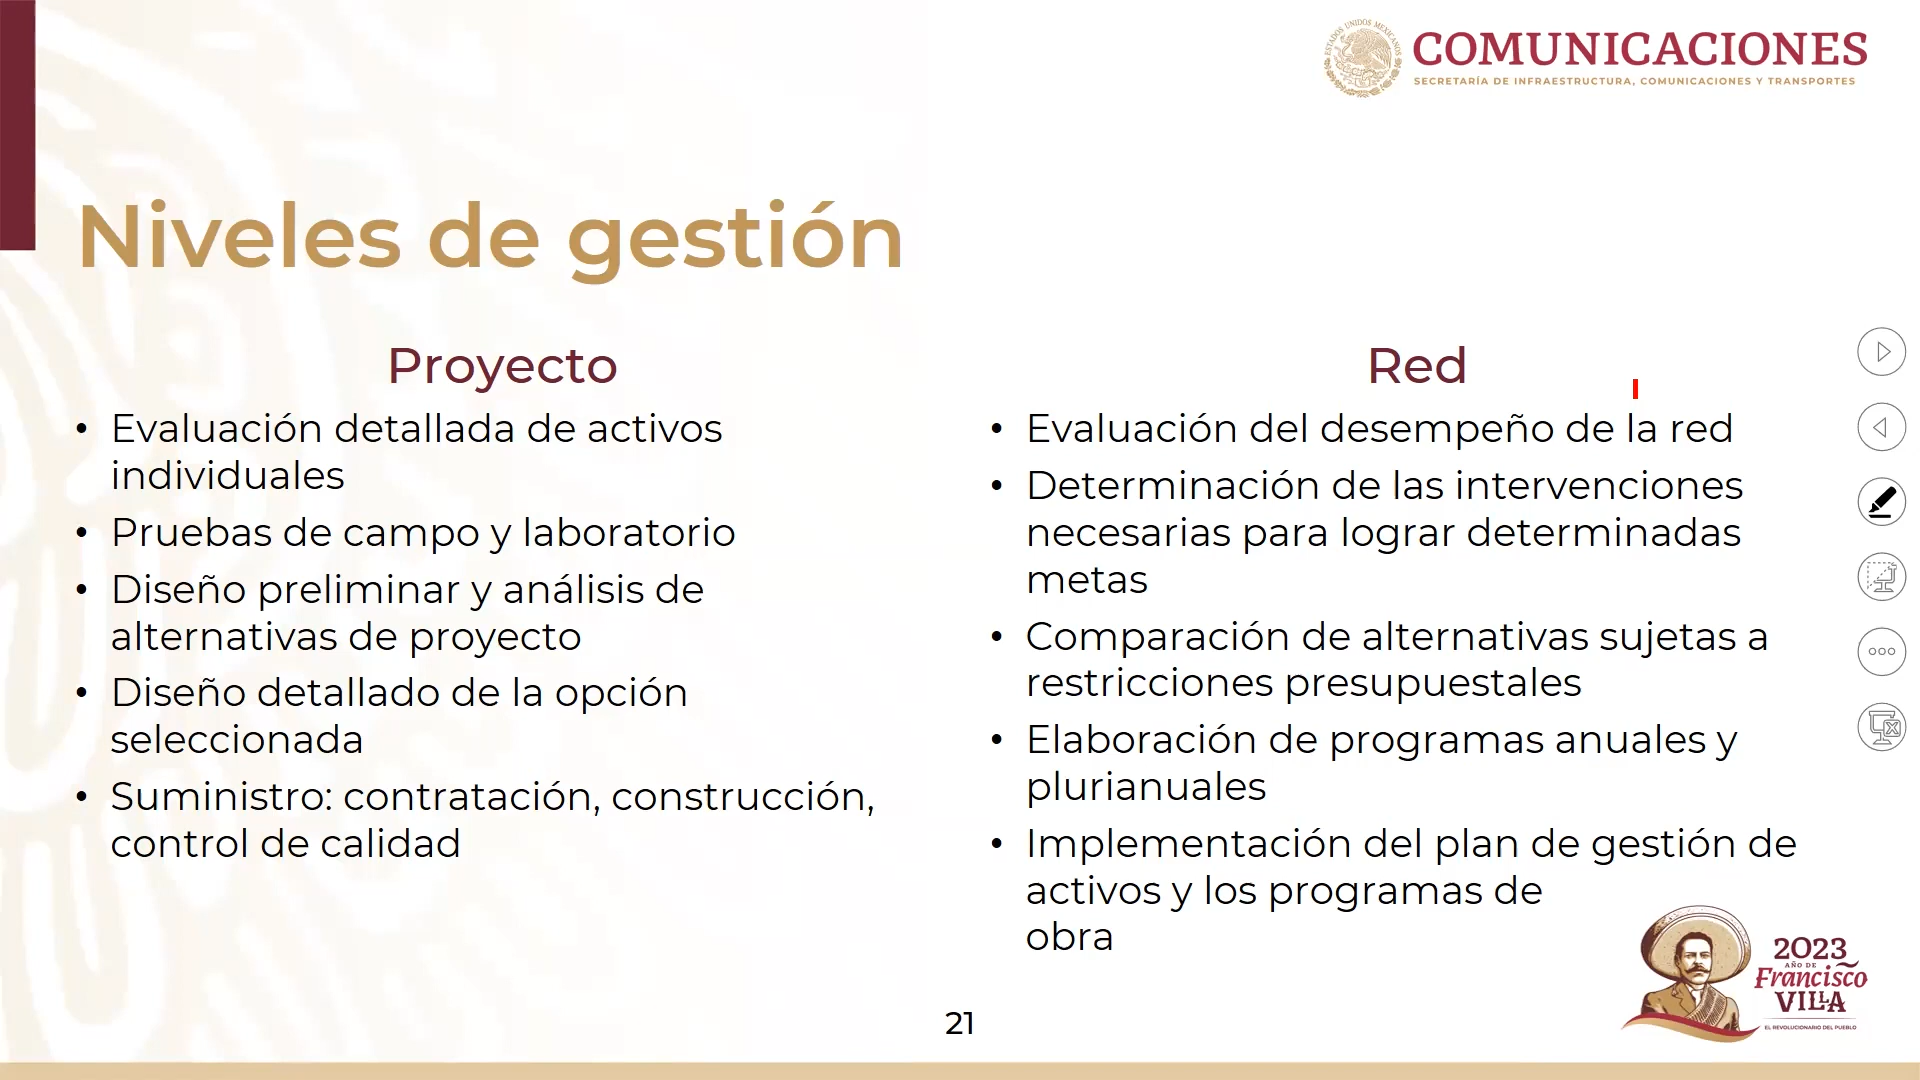 ESTADOS UNIDOS MEXICANOS
COMUNICACIONES
SECRETARÍA DE INFRAESTRUCTURA, COMUNICACIONES Y TRANSPORTES
Niveles de gestión
Proyecto
• Evaluación detallada de activos
individuales
• Pruebas de campo y laboratorio
• Diseño preliminar y análisis de
alternativas de proyecto
• Diseño detallado de la opción
seleccionada
• Suministro: contratación, construcción,
control de calidad
Red
• Evaluación del desempeño de la red
• Determinación de las intervenciones
necesarias para lograr determinadas
metas
• Comparación de alternativas sujetas a
restricciones presupuestales
• Elaboración de programas anuales y
plurianuales
• Implementación del plan de gestión de
activos y los programas de
obra
2023
AÑO DE
Francisco
VILLA
EL REVOLUCIONARIO DEL PUEBLO
21